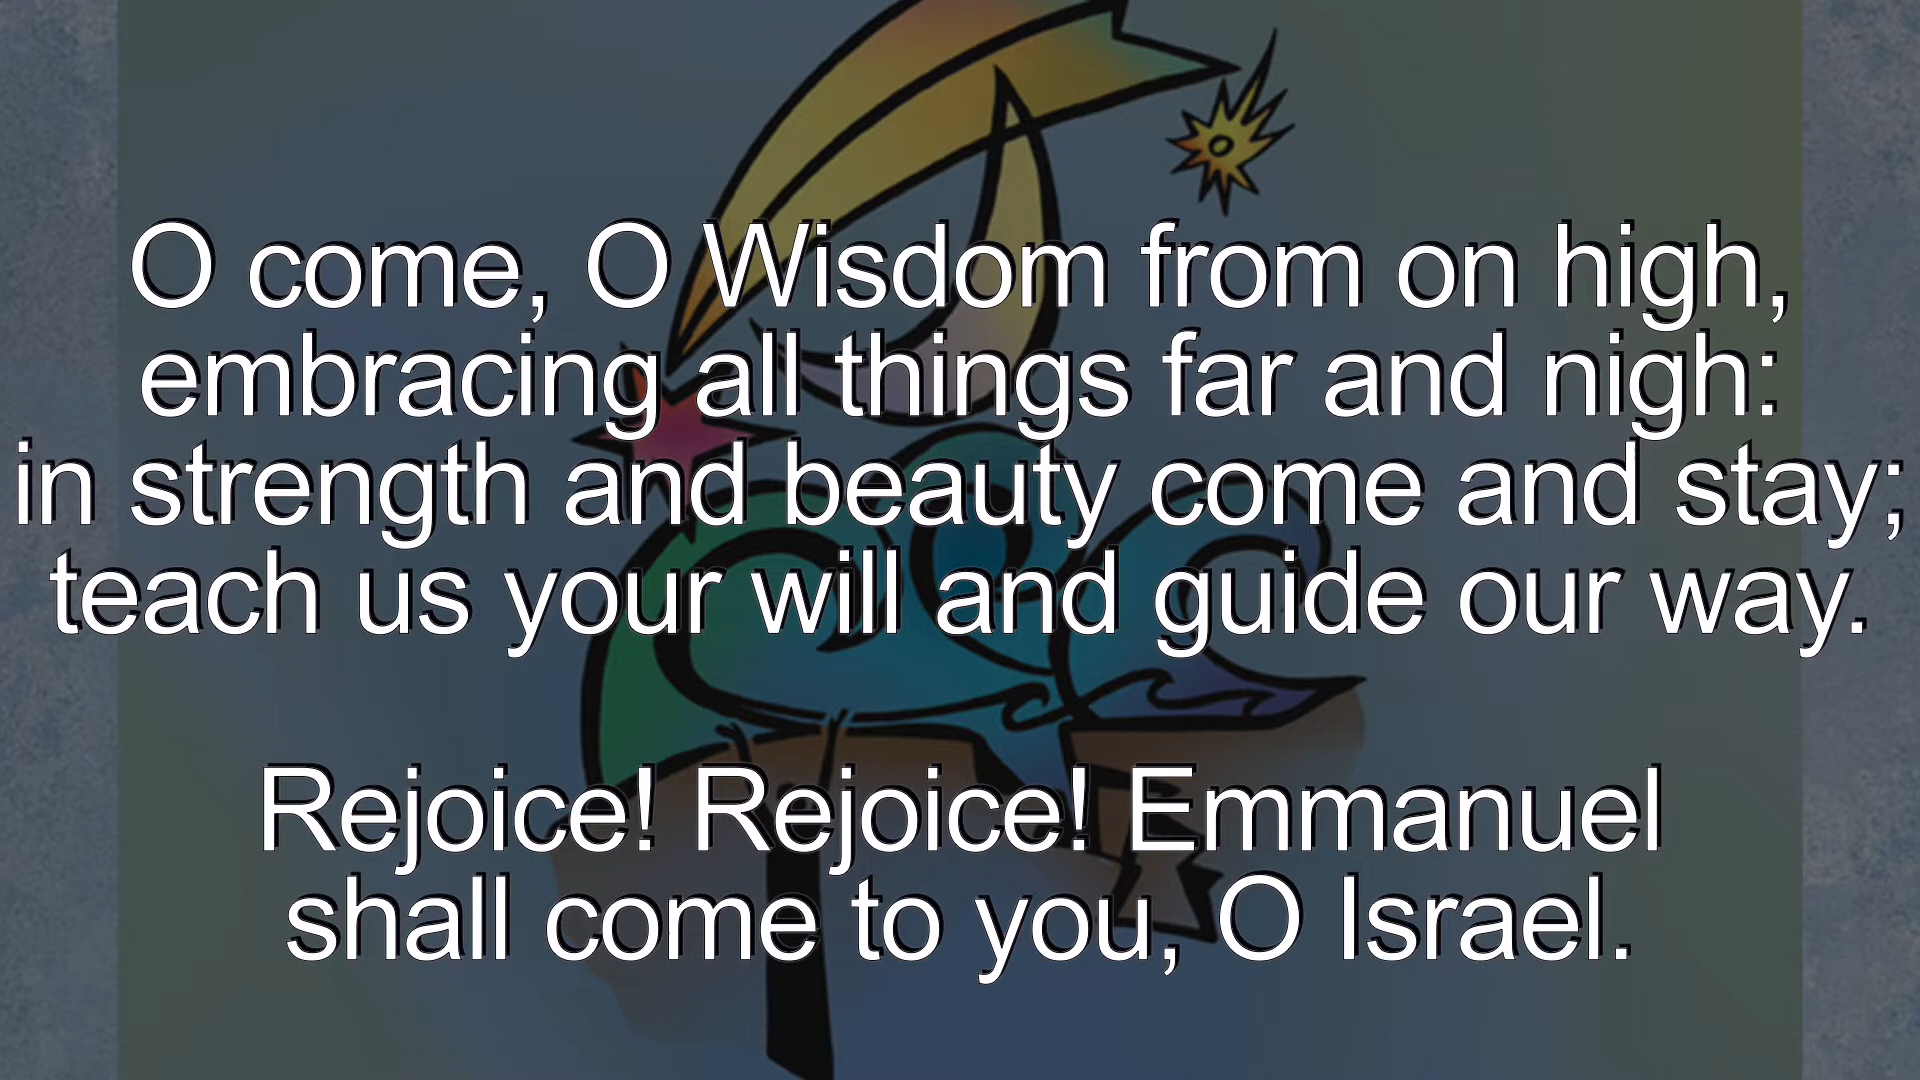 O come, O Wisdom from on high,
embracing all things far and nigh:
in strength and beauty come and stay;
teach us your will and guide our way.
Rejoice! Rejoice! Emmanuel
shall come to you, O Israel.